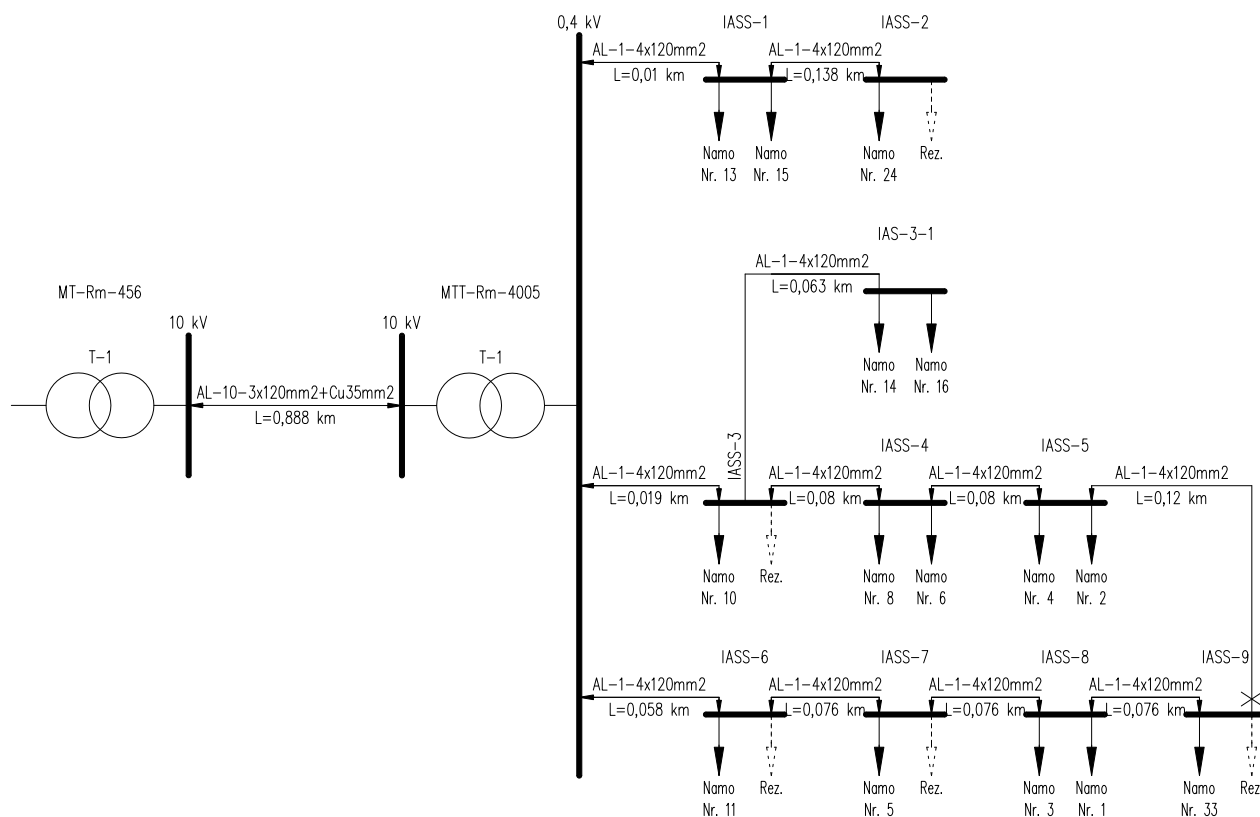 0,4 kV
IASS-1
IASS-2
AL-1-4x120mm2
L=0,01 km
AL-1-4x120mm2
L=0,138 km
Namo
Nr. 13
Namo
Nr. 15
Namo
Nr. 24
Rez.
IAS-3-1
AL-1-4x120mm2
L=0,063 km
Namo
Nr. 14
Namo
Nr. 16
MT-Rm-456
10 kV
T-1
AL-10-3x120mm2+Cu35mm2
L=0,888 km
MTT-Rm-4005
10 kV
T-1
IASS-3
IASS-4
IASS-5
AL-1-4x120mm2
L=0,019 km
AL-1-4x120mm2
L=0,08 km
AL-1-4x120mm2
L=0,08 km
AL-1-4x120mm2
L=0,12 km
Namo
Nr. 10
Rez.
Namo
Nr. 8
Namo
Nr. 6
Namo
Nr. 4
Namo
Nr. 2
IASS-6
IASS-7
IASS-8
IASS-9
AL-1-4x120mm2
L=0,058 km
AL-1-4x120mm2
L=0,076 km
AL-1-4x120mm2
L=0,076 km
AL-1-4x120mm2
L=0,076 km
Namo
Nr. 11
Rez.
Namo
Nr. 5
Rez.
Namo
Nr. 3
Namo
Nr. 1
Namo
Nr. 33
Rez